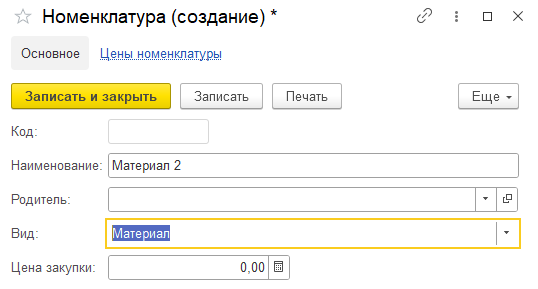 Номенклатура (создание) *
Основное Цены номенклатуры
Записать и закрыть Записать Печать Еще
Код:
Наименование: Материал 2
Родитель:
Вид: Материал
Цена закупки: 0,00